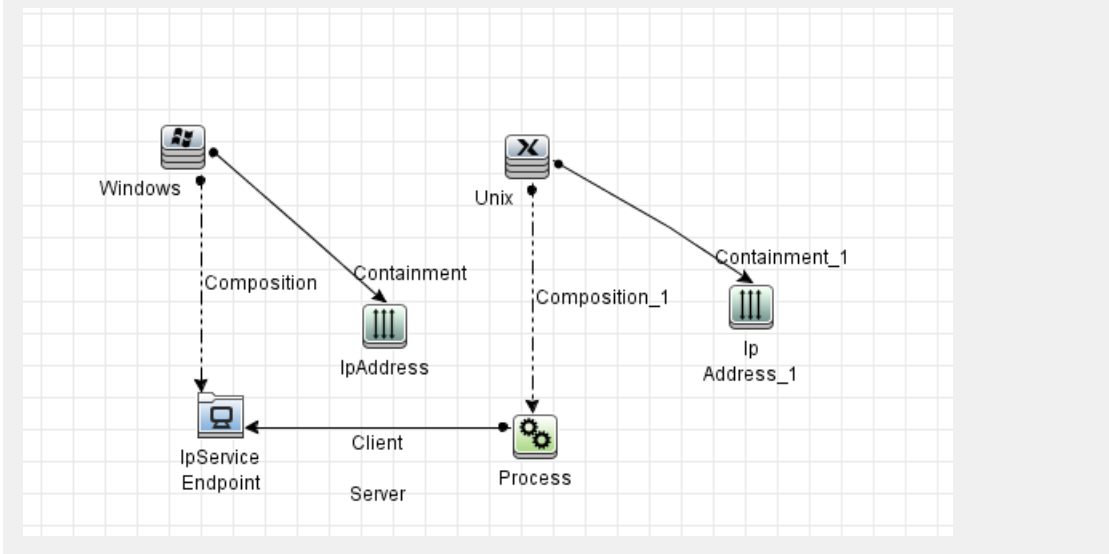 Windows
Unix
Containment_1
Containment
Composition
Composition_1
Ip
Address_1
IpAddress
Client
Server
IpService
Endpoint
Process